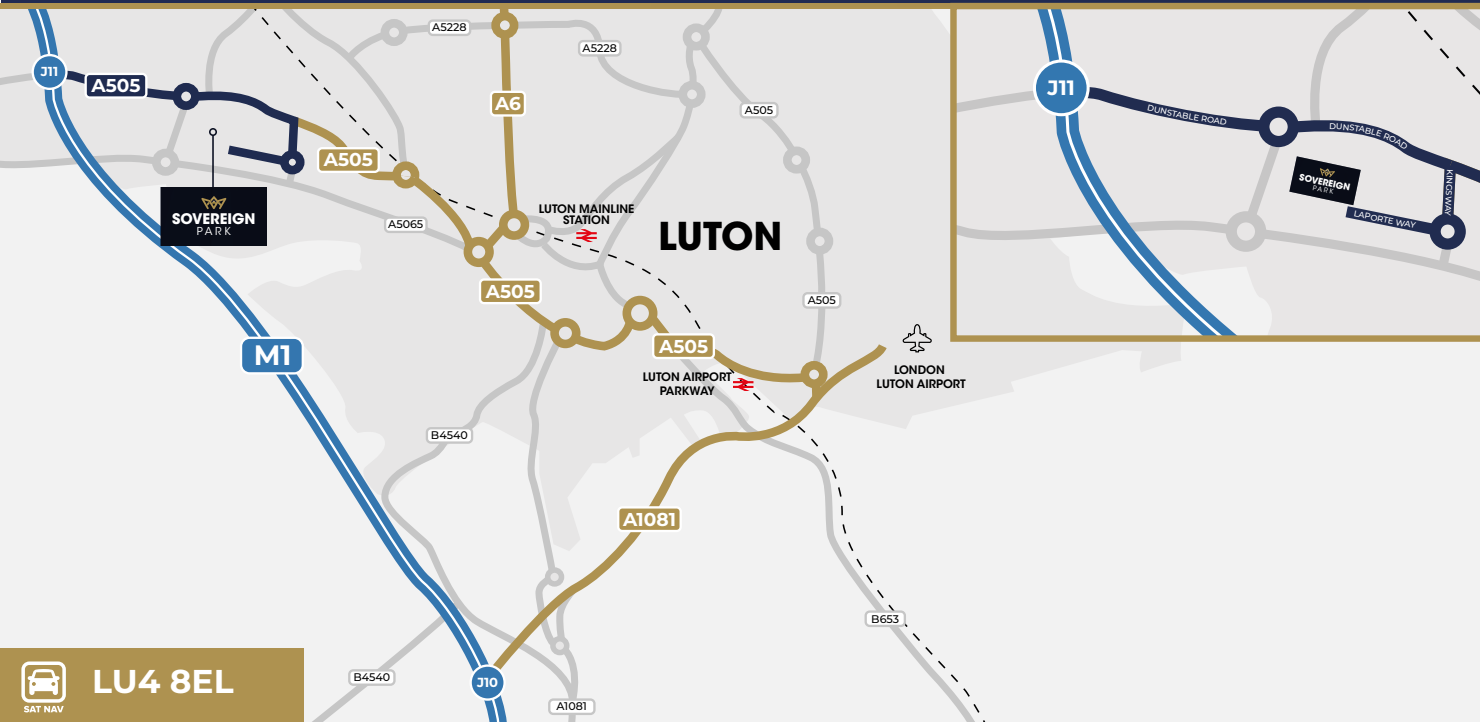 A5228
A5228
J11
A505
A6
A505
A505
SOVEREIGN
PARK
A5065
LUTON MAINLINE
STATION
LUTON
A505
A505
A505
M1
LUTON AIRPORT
PARKWAY
LONDON
LUTON AIRPORT
B4540
A1081
B653
J10
B4540
A1081
LU4 8EL
SAT NAV
J11
DUNSTABLE ROAD
DUNSTABLE ROAD
SOVEREIGN
PARK
KINGSWAY
LAPORTE WAY